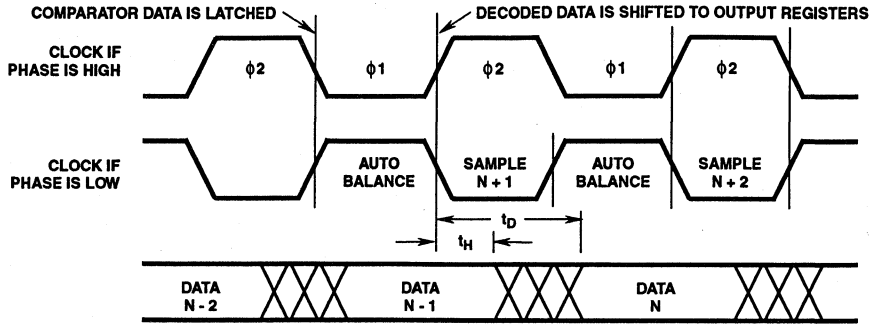 COMPARATOR DATA IS LATCHED
DECODED DATA IS SHIFTED TO OUTPUT REGISTERS
CLOCK IF
PHASE IS HIGH
ϕ2
ϕ1
ϕ2
ϕ1
ϕ2
CLOCK IF
PHASE IS LOW
AUTO
BALANCE
SAMPLE
N + 1
AUTO
BALANCE
SAMPLE
N + 2
tD
tH
DATA
N - 2
DATA
N - 1
DATA
N